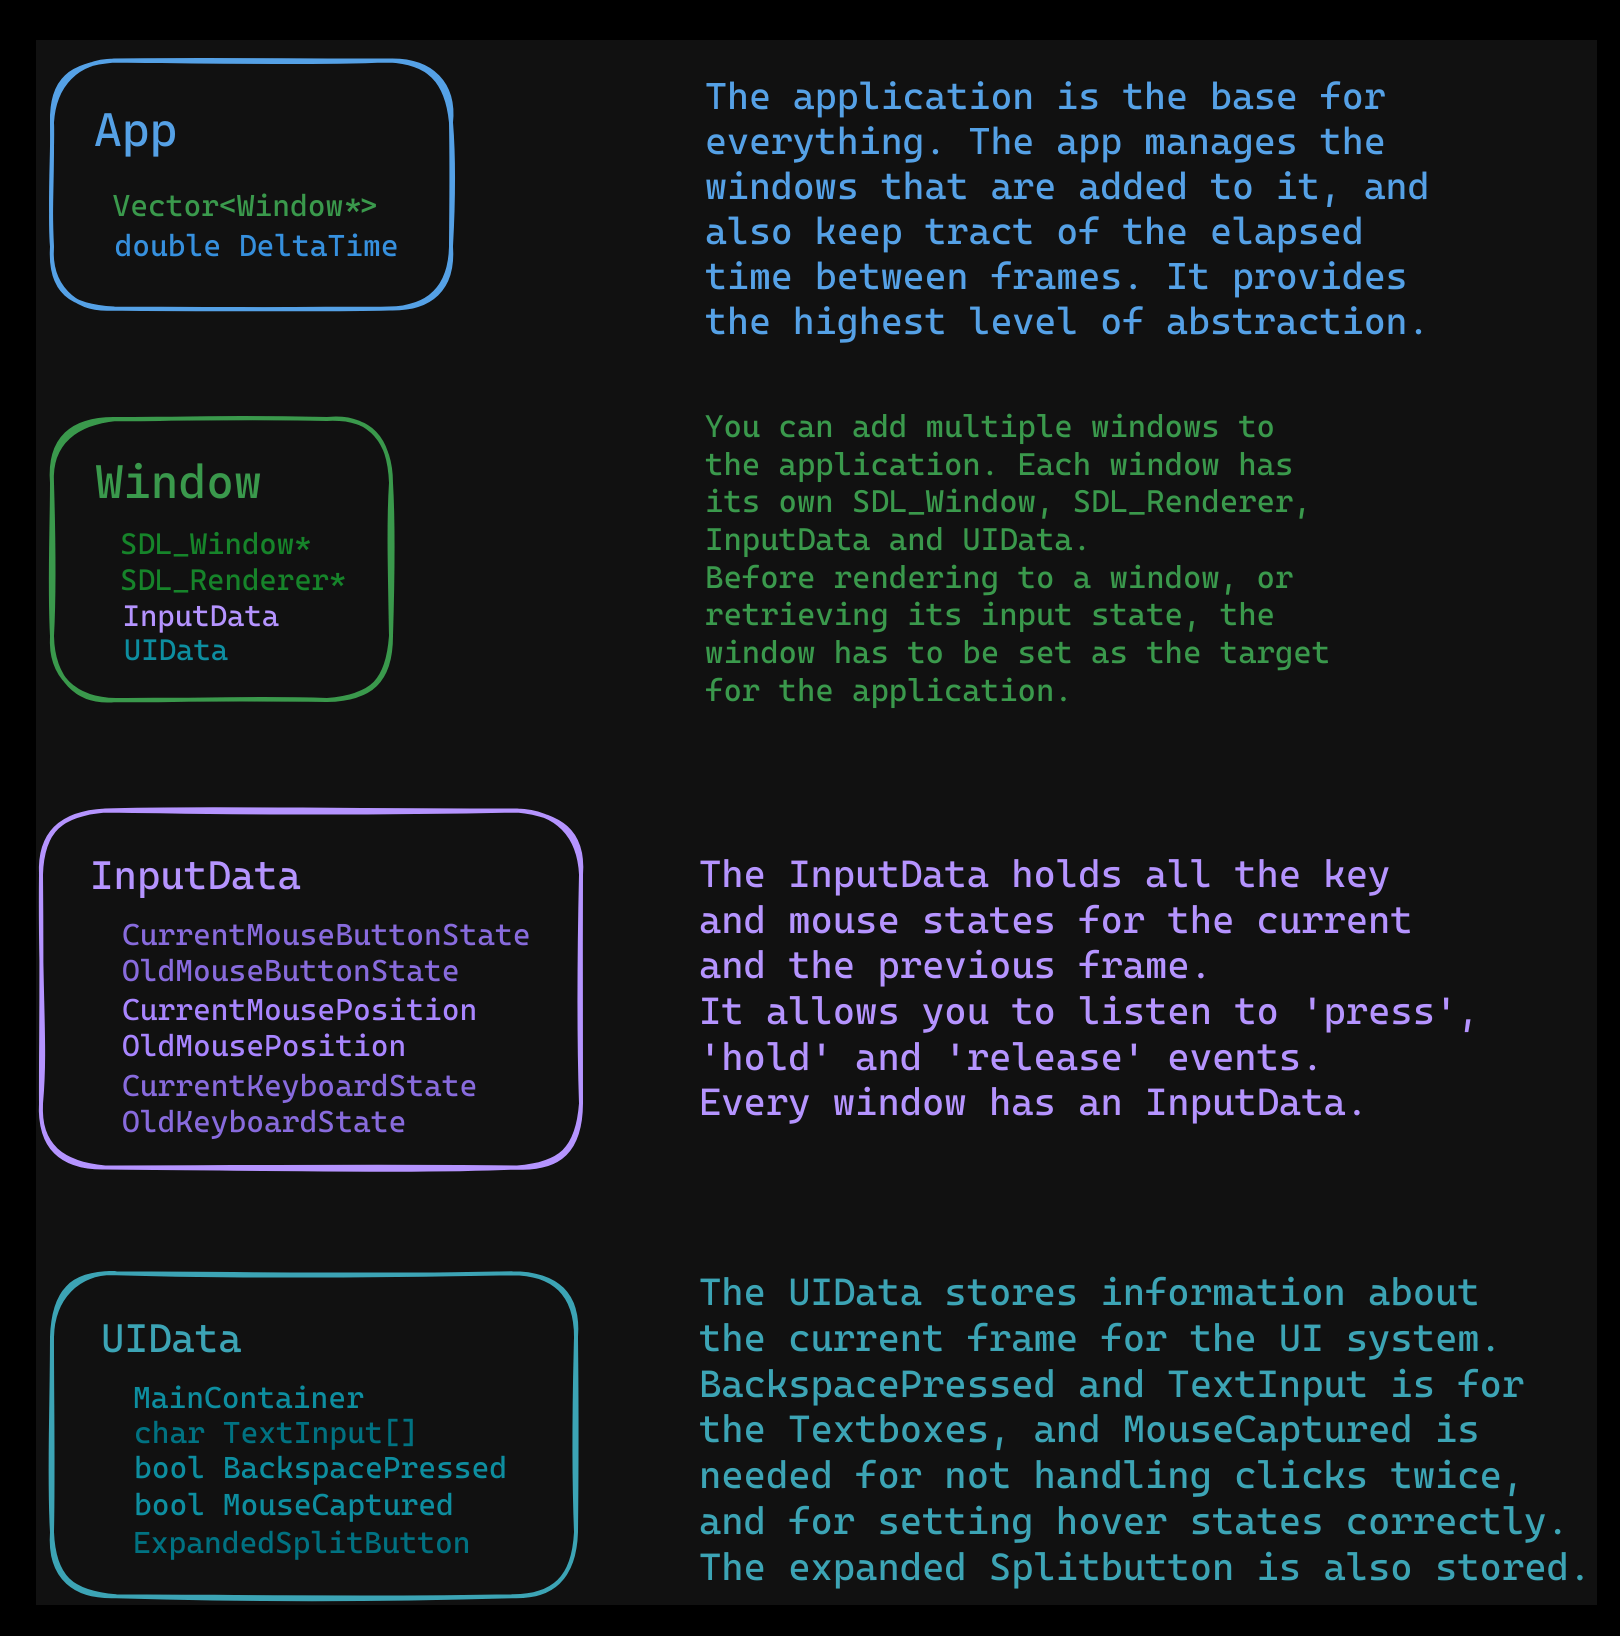 App
Vector<Window*>
double DeltaTime
The application is the base for
everything. The app manages the
windows that are added to it, and
also keep tract of the elapsed
time between frames. It provides
the highest level of abstraction.
Window
SDL_Window*
SDL_Renderer*
InputData
UIData
You can add multiple windows to
the application. Each window has
its own SDL_Window, SDL_Renderer,
InputData and UIData.
Before rendering to a window, or
retrieving its input state, the
window has to be set as the target
for the application.
InputData
CurrentMouseButtonState
OldMouseButtonState
CurrentMousePosition
OldMousePosition
CurrentKeyboardState
OldKeyboardState
The InputData holds all the key
and mouse states for the current
and the previous frame.
It allows you to listen to 'press',
'hold' and 'release' events.
Every window has an InputData.
UIData
MainContainer
char TextInput[]
bool BackspacePressed
bool MouseCaptured
ExpandedSplitButton
The UIData stores information about
the current frame for the UI system.
BackspacePressed and TextInput is for
the Textboxes, and MouseCaptured is
needed for not handling clicks twice,
and for setting hover states correctly.
The expanded Splitbutton is also stored.